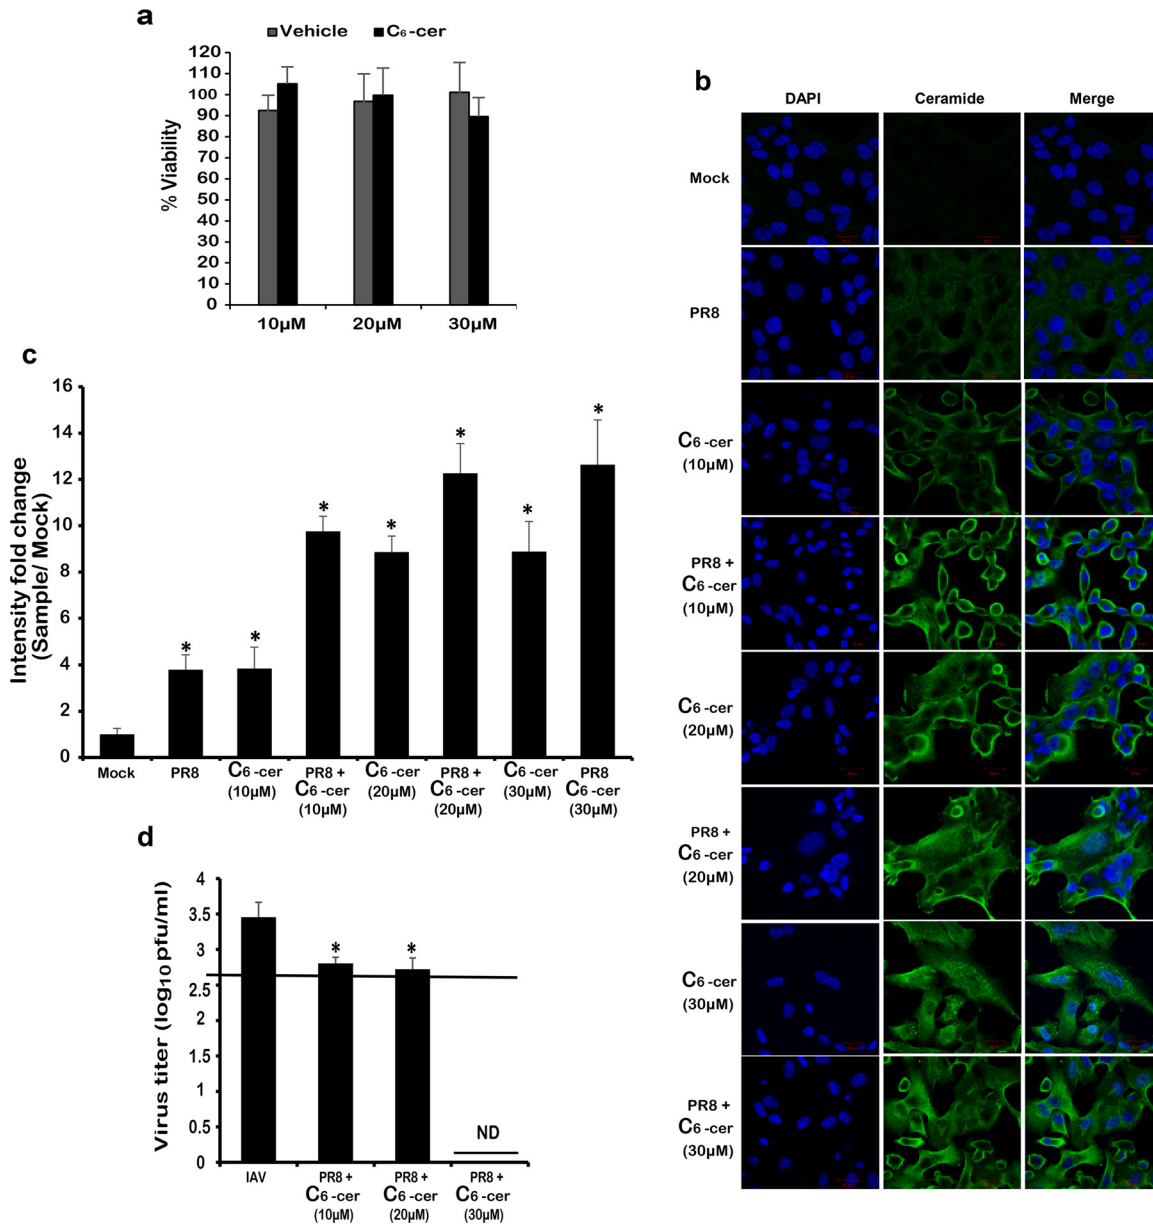 a
Vehicle C6-cer
120
110
100
90
80
70
60
50
40
30
20
10
0
% Viability
10µM 20µM 30µM
b
DAPI Ceramide Merge
Mock
PR8
C6-cer
(10µM)
PR8 +
C6-cer
(10µM)
C6-cer
(20µM)
PR8 +
C6-cer
(20µM)
C6-cer
(30µM)
PR8 +
C6-cer
(30µM)
c
16
14
12
10
8
6
4
2
0
Intensity fold change
(Sample/ Mock)
* * * * * * *
Mock PR8 C6-cer PR8 + C6-cer PR8 + C6-cer PR8
(10µM) C6-cer (20µM) C6-cer (30µM) C6-cer
(10µM) (20µM) (30µM)
d
4
3.5
3
2.5
2
1.5
1
0.5
0
Virus titer (log10 pfu/ml)
* *
ND
IAV PR8 + PR8 + PR8 +
C6-cer C6-cer C6-cer
(10µM) (20µM) (30µM)